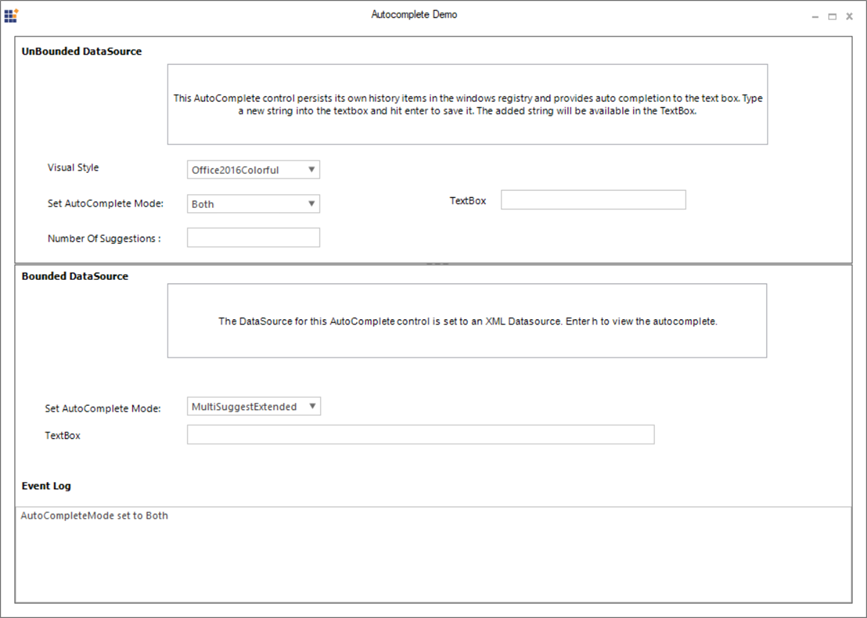 Autocomplete Demo
UnBounded DataSource
This AutoComplete control persists its own history items in the windows registry and provides auto completion to the text box. Type
a new string into the textbox and hit enter to save it. The added string will be available in the TextBox.
Visual Style
Office2016Colorful
Set AutoComplete Mode:
Both
TextBox
Number Of Suggestions :
Bounded DataSource
The DataSource for this AutoComplete control is set to an XML Datasource. Enter h to view the autocomplete.
Set AutoComplete Mode:
MultiSuggestExtended
TextBox
Event Log
AutoCompleteMode set to Both